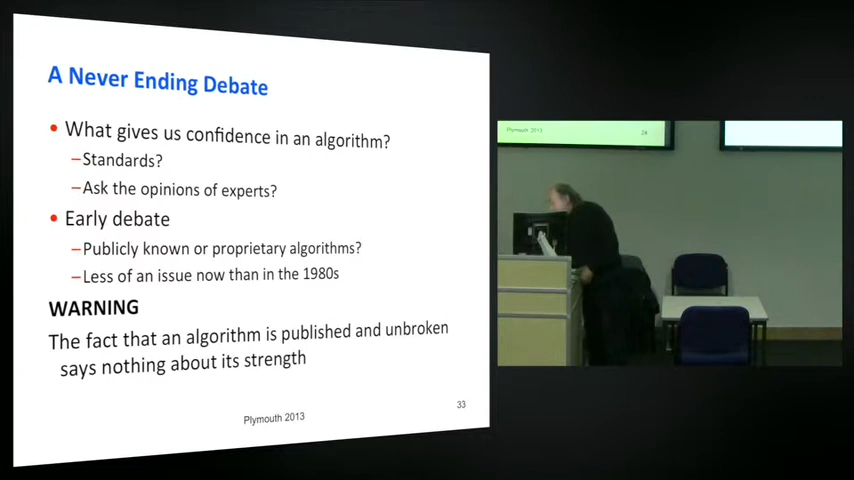 A Never Ending Debate
• What gives us confidence in an algorithm?
–Standards?
–Ask the opinions of experts?
• Early debate
–Publicly known or proprietary algorithms?
–Less of an issue now than in the 1980s
WARNING
The fact that an algorithm is published and unbroken
says nothing about its strength
Plymouth 2013
33
Plymouth 2013
24